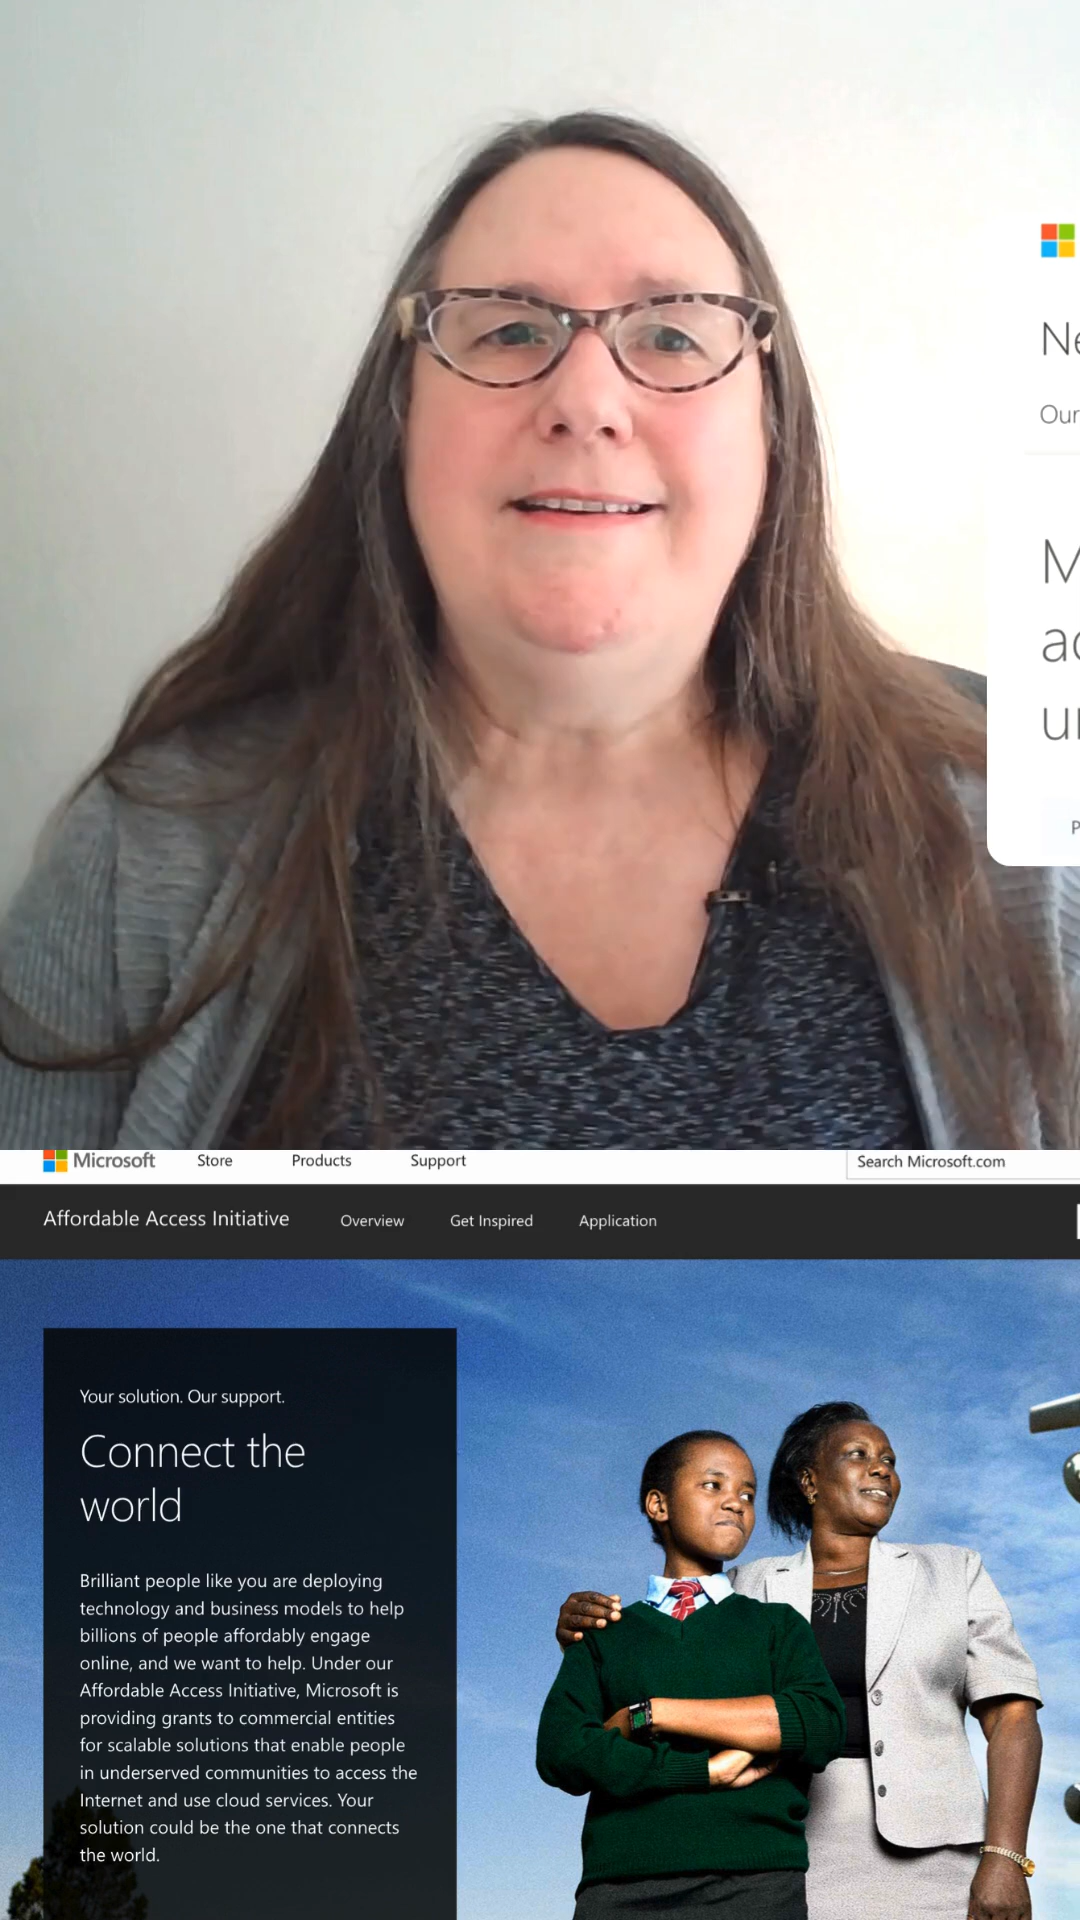 Our
Microsoft Store Products Support Search Microsoft.com
Affordable Access Initiative Overview Get Inspired Application
Your solution. Our support.
Connect the
world
Brilliant people like you are deploying
technology and business models to help
billions of people affordably engage
online, and we want to help. Under our
Affordable Access Initiative, Microsoft is
providing grants to commercial entities
for scalable solutions that enable people
in underserved communities to access the
Internet and use cloud services. Your
solution could be the one that connects
the world.